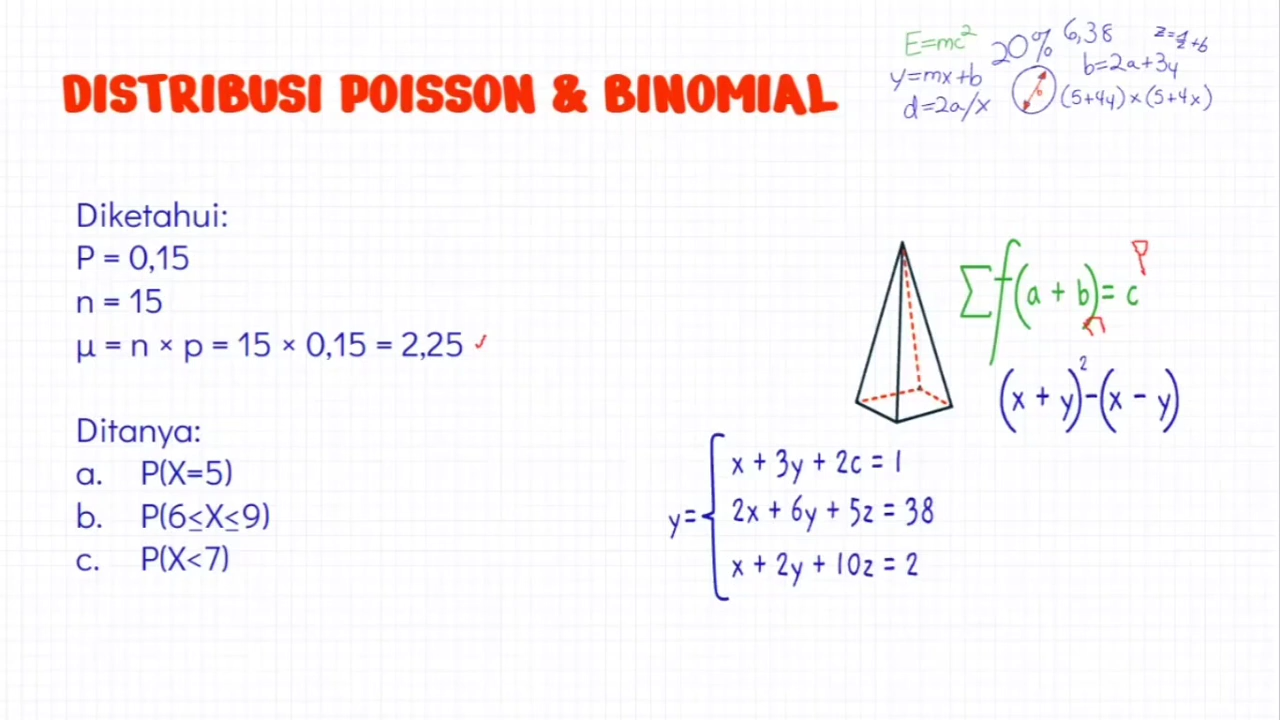 E=mc²
20%
6,38
y=mx+b
b=2a+3y
d=2a/x
(5+4y)×(5+4x)
DISTRIBUSI POISSON & BINOMIAL
Diketahui:
P = 0,15
n = 15
μ = n × p = 15 × 0,15 = 2,25 ✓
Ditanya:
a. P(X=5)
b. P(6≤X≤9)
c. P(X<7)
∑f(a + b)= c
(x + y)²-(x - y)
y=
x + 3y + 2c = 1
2x + 6y + 5z = 38
x + 2y + 10z = 2